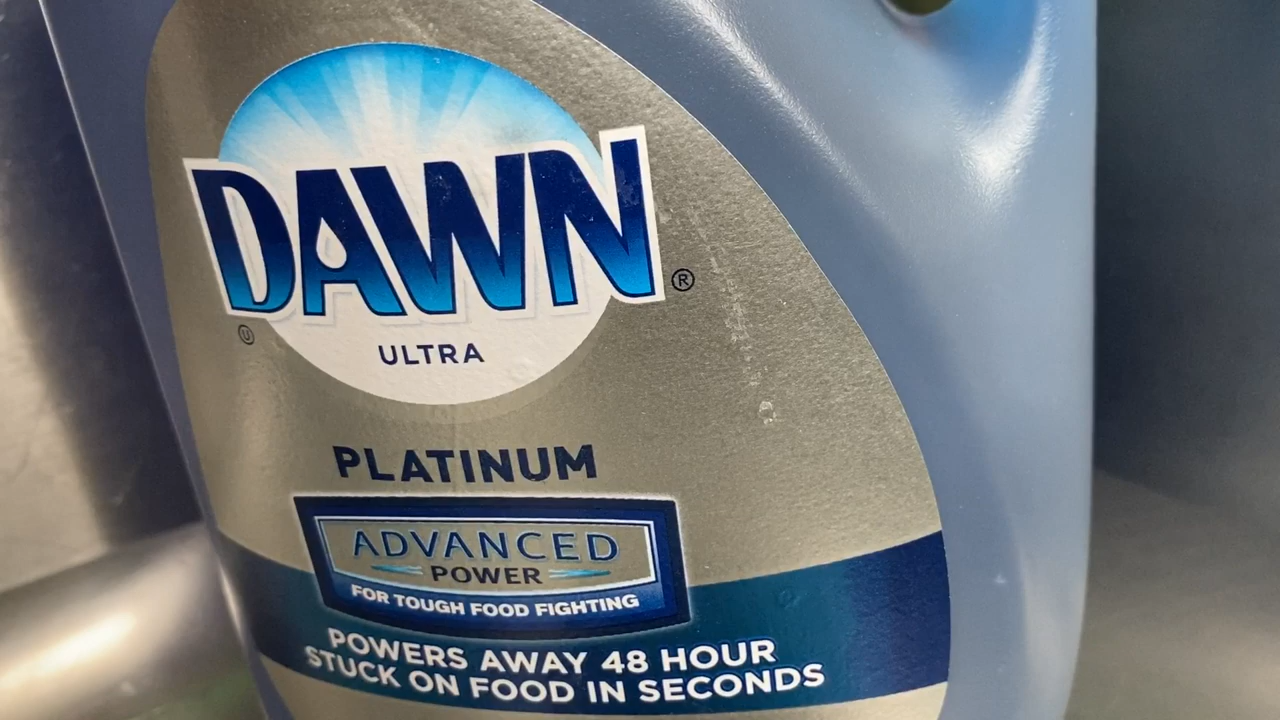 DAWN
®
Ⓤ
ULTRA
PLATINUM
ADVANCED
POWER
FOR TOUGH FOOD FIGHTING
POWERS AWAY 48 HOUR
STUCK ON FOOD IN SECONDS